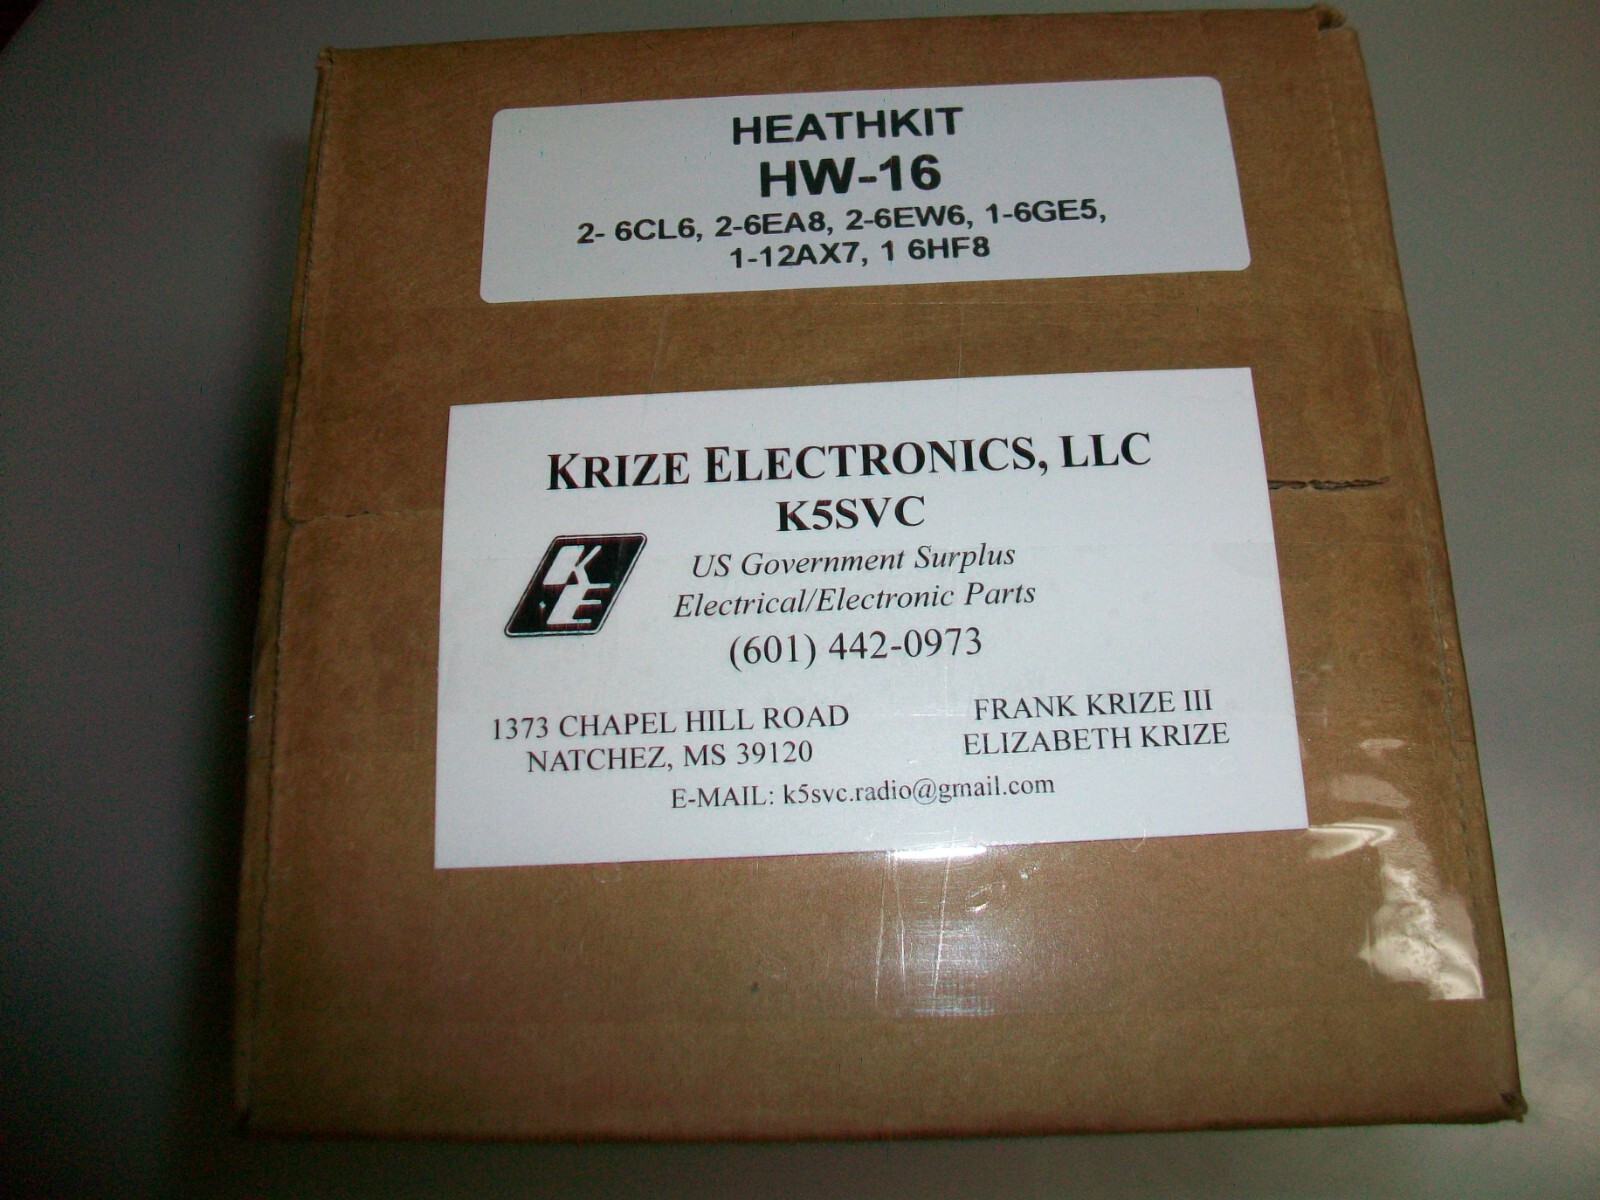 HEATHKIT
HW-16
2- 6CL6, 2-6EA8, 2-6EW6, 1-6GE5,
1-12AX7, 1 6HF8
KRIZE ELECTRONICS, LLC
K5SVC
KE
US Government Surplus
Electrical/Electronic Parts
(601) 442-0973
1373 CHAPEL HILL ROAD
NATCHEZ, MS 39120
FRANK KRIZE III
ELIZABETH KRIZE
E-MAIL: k5svc.radio@gmail.com